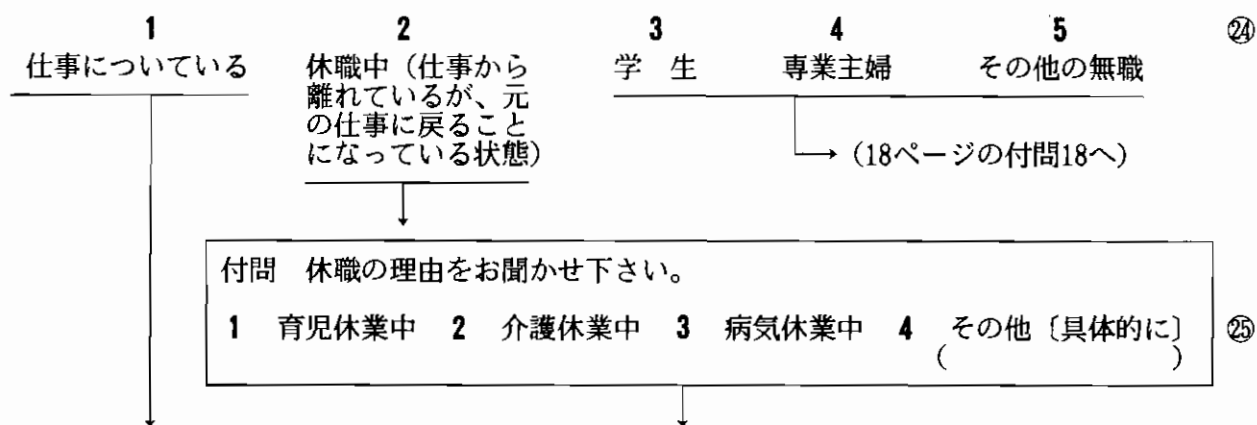 1 2 3 4 5 ㉔
仕事についている 休職中（仕事から 学 生 専業主婦 その他の無職
離れているが、元
の仕事に戻ること
になっている状態）
（18ページの付問18へ）
付問 休職の理由をお聞かせ下さい。
1 育児休業中 2 介護休業中 3 病気休業中 4 その他〔具体的に〕 ㉕
（ ）